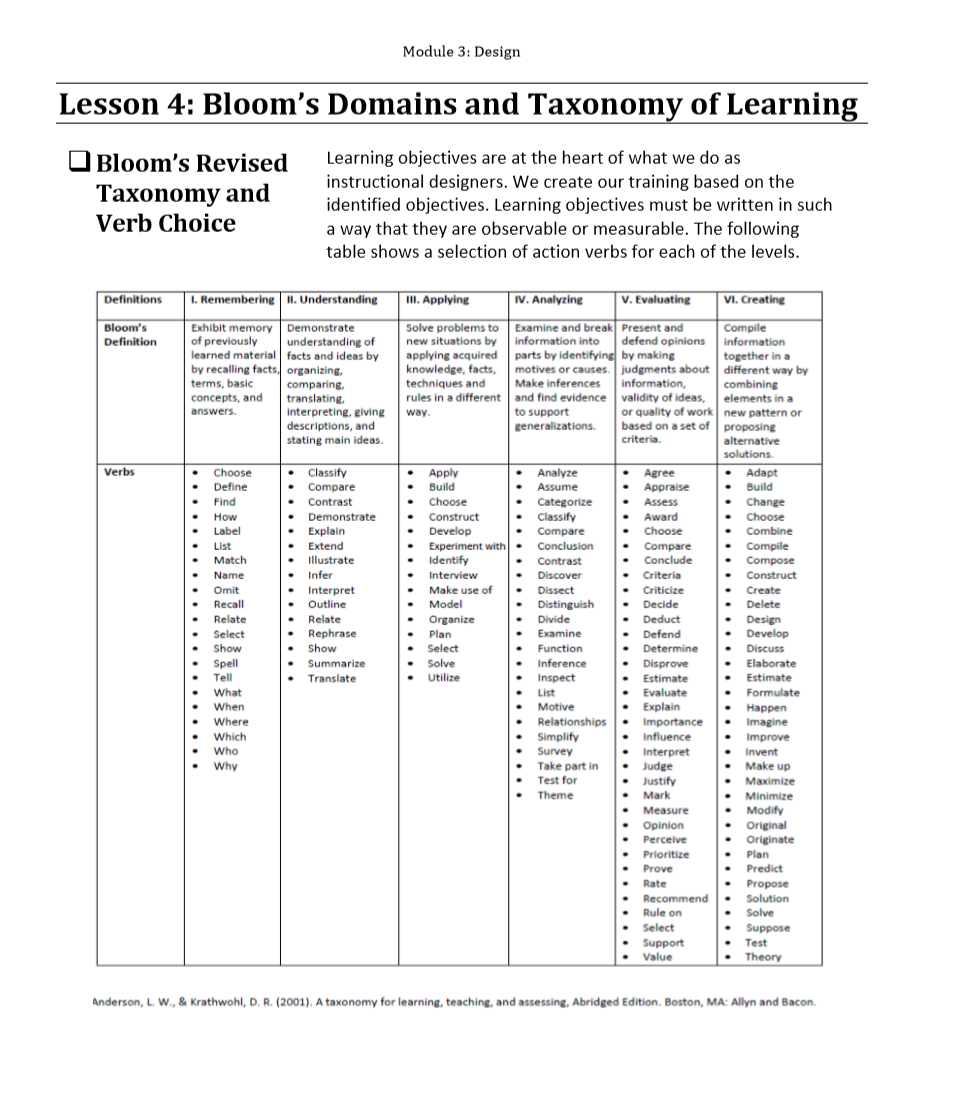 Module 3: Design
Lesson 4: Bloom's Domains and Taxonomy of Learning
❑ Bloom's Revised
Taxonomy and
Verb Choice
Learning objectives are at the heart of what we do as
instructional designers. We create our training based on the
identified objectives. Learning objectives must be written in such
a way that they are observable or measurable. The following
table shows a selection of action verbs for each of the levels.
Definitions
I. Remembering
II. Understanding
III. Applying
IV. Analyzing
V. Evaluating
VI. Creating
Bloom's
Definition
Exhibit memory
of previously
learned material
by recalling facts,
terms, basic
concepts, and
answers.
Demonstrate
understanding of
facts and ideas by
organizing,
comparing,
translating,
interpreting, giving
descriptions, and
stating main ideas.
Solve problems to
new situations by
applying acquired
knowledge, facts,
techniques and
rules in a different
way.
Examine and break
information into
parts by identifying
motives or causes.
Make inferences
and find evidence
to support
generalizations.
Present and
defend opinions
by making
judgments about
information,
validity of ideas,
or quality of work
based on a set of
criteria.
Compile
information
together in a
different way by
combining
elements in a
new pattern or
proposing
alternative
solutions.
Verbs
• Choose
• Define
• Find
• How
• Label
• List
• Match
• Name
• Omit
• Recall
• Relate
• Select
• Show
• Spell
• Tell
• What
• When
• Where
• Which
• Who
• Why
• Classify
• Compare
• Contrast
• Demonstrate
• Explain
• Extend
• Illustrate
• Infer
• Interpret
• Outline
• Relate
• Rephrase
• Show
• Summarize
• Translate
• Apply
• Build
• Choose
• Construct
• Develop
• Experiment with
• Identify
• Interview
• Make use of
• Model
• Organize
• Plan
• Select
• Solve
• Utilize
• Analyze
• Assume
• Categorize
• Classify
• Compare
• Conclusion
• Contrast
• Discover
• Dissect
• Distinguish
• Divide
• Examine
• Function
• Inference
• Inspect
• List
• Motive
• Relationships
• Simplify
• Survey
• Take part in
• Test for
• Theme
• Agree
• Appraise
• Assess
• Award
• Choose
• Compare
• Conclude
• Criteria
• Criticize
• Decide
• Deduct
• Defend
• Determine
• Disprove
• Estimate
• Evaluate
• Explain
• Importance
• Influence
• Interpret
• Judge
• Justify
• Mark
• Measure
• Opinion
• Perceive
• Prioritize
• Prove
• Rate
• Recommend
• Rule on
• Select
• Support
• Value
• Adapt
• Build
• Change
• Choose
• Combine
• Compile
• Compose
• Construct
• Create
• Delete
• Design
• Develop
• Discuss
• Elaborate
• Estimate
• Formulate
• Happen
• Imagine
• Improve
• Invent
• Make up
• Maximize
• Minimize
• Modify
• Original
• Originate
• Plan
• Predict
• Propose
• Solution
• Solve
• Suppose
• Test
• Theory
Anderson, L. W., & Krathwohl, D. R. (2001). A taxonomy for learning, teaching, and assessing, Abridged Edition. Boston, MA: Allyn and Bacon.